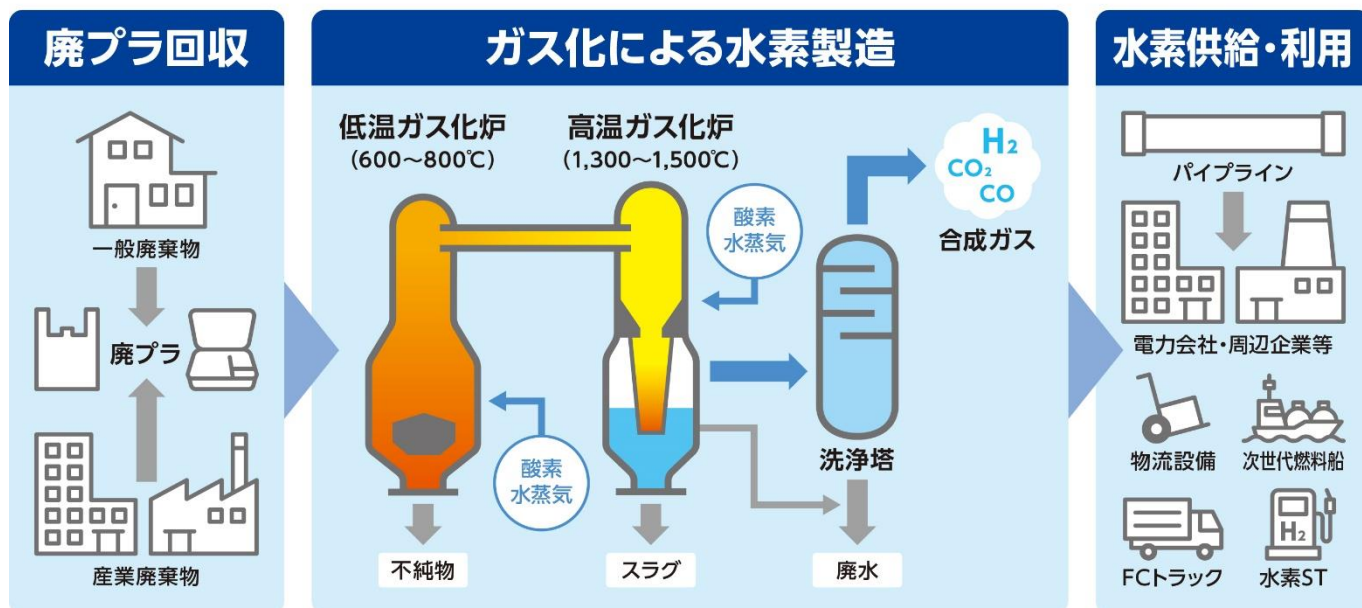 廃プラ回収
一般廃棄物
廃プラ
産業廃棄物
ガス化による水素製造
低温ガス化炉
(600～800℃)
高温ガス化炉
(1,300～1,500℃)
酸素
水蒸気
酸素
水蒸気
H2
CO2
CO
合成ガス
洗浄塔
不純物
スラグ
廃水
水素供給・利用
パイプライン
電力会社・周辺企業等
物流設備
次世代燃料船
H2
FCトラック
水素ST